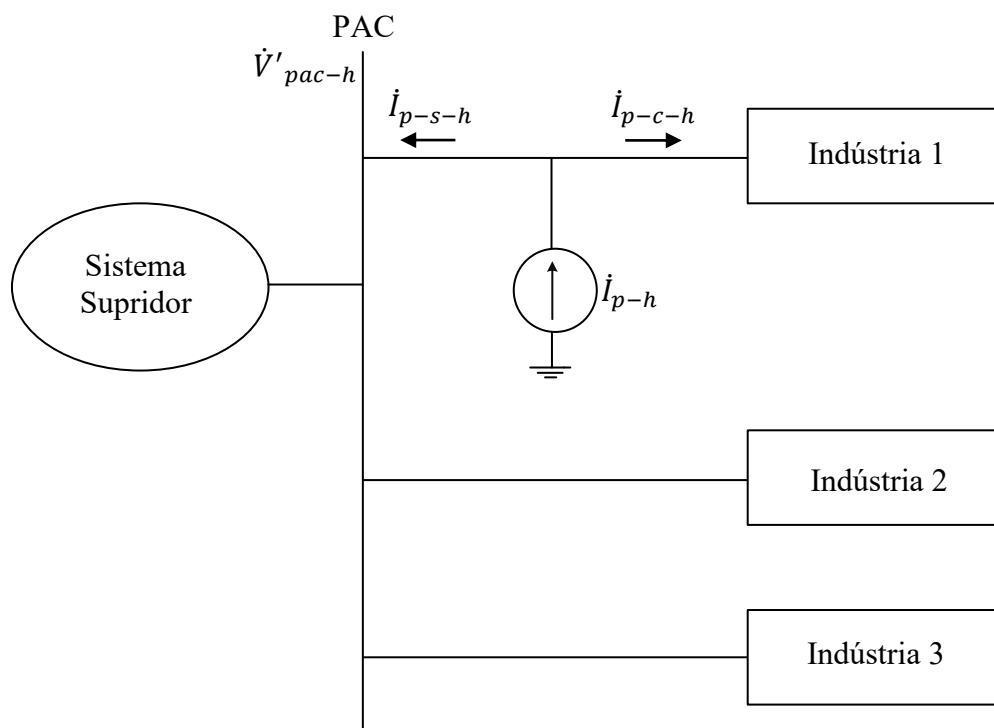 PAC
V̇'pac−h
İp−s−h
İp−c−h
Indústria 1
Sistema
Supridor
İp−h
Indústria 2
Indústria 3